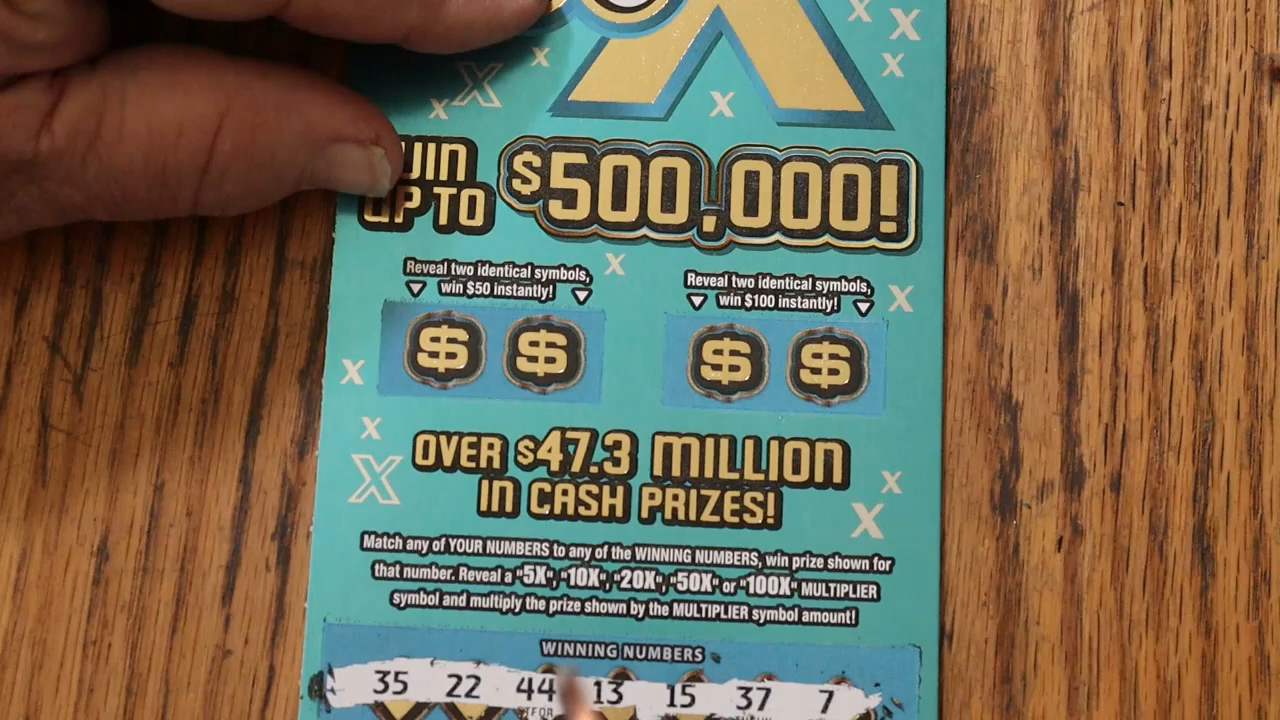 X
X
X
X
X
X
X
WIN
UP TO
$500,000!
X
Reveal two identical symbols,
win $50 instantly!
Reveal two identical symbols,
win $100 instantly!
X
$ $
$ $
X
X
OVER $47.3 MILLION
IN CASH PRIZES!
X
X
X
Match any of YOUR NUMBERS to any of the WINNING NUMBERS, win prize shown for
that number. Reveal a "5X", "10X", "20X", "50X" or "100X" MULTIPLIER
symbol and multiply the prize shown by the MULTIPLIER symbol amount!
WINNING NUMBERS
35 22 44 13 15 37 7